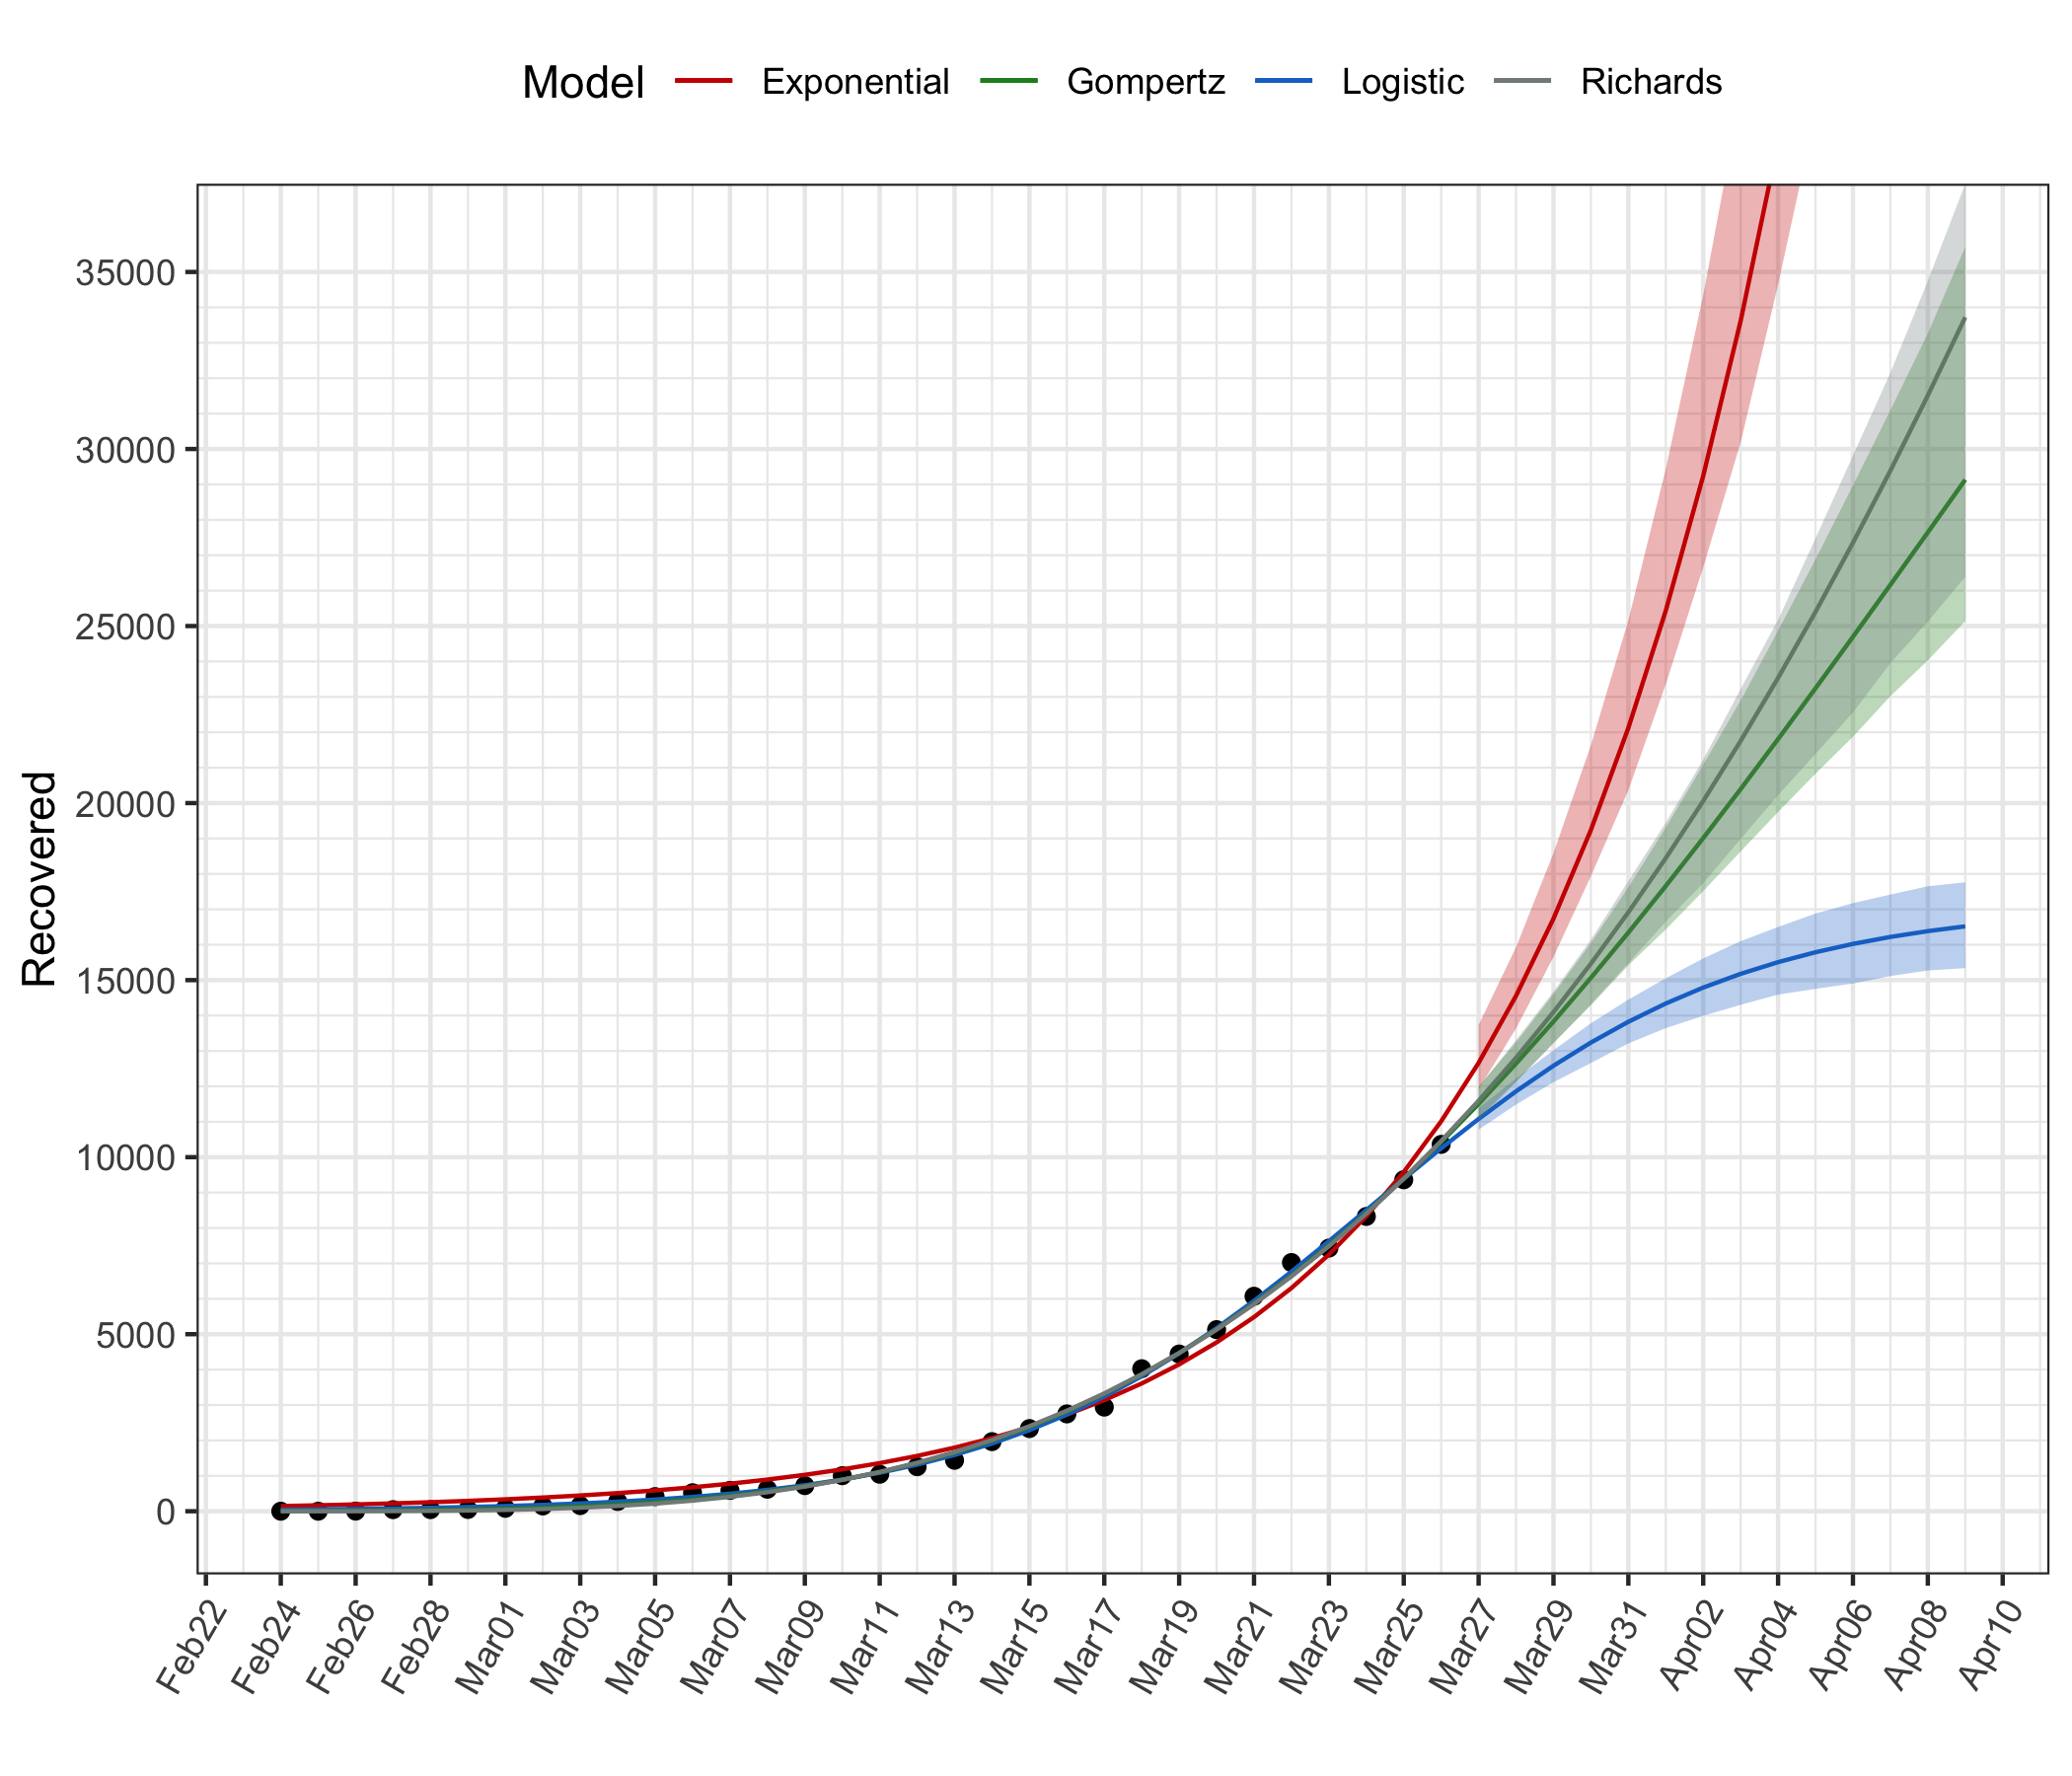 Model Exponential Gompertz Logistic Richards
35000
30000
25000
20000
15000
10000
5000
0
Recovered
Feb22 Feb24 Feb26 Feb28 Mar01 Mar03 Mar05 Mar07 Mar09 Mar11 Mar13 Mar15 Mar17 Mar19 Mar21 Mar23 Mar25 Mar27 Mar29 Mar31 Apr02 Apr04 Apr06 Apr08 Apr10